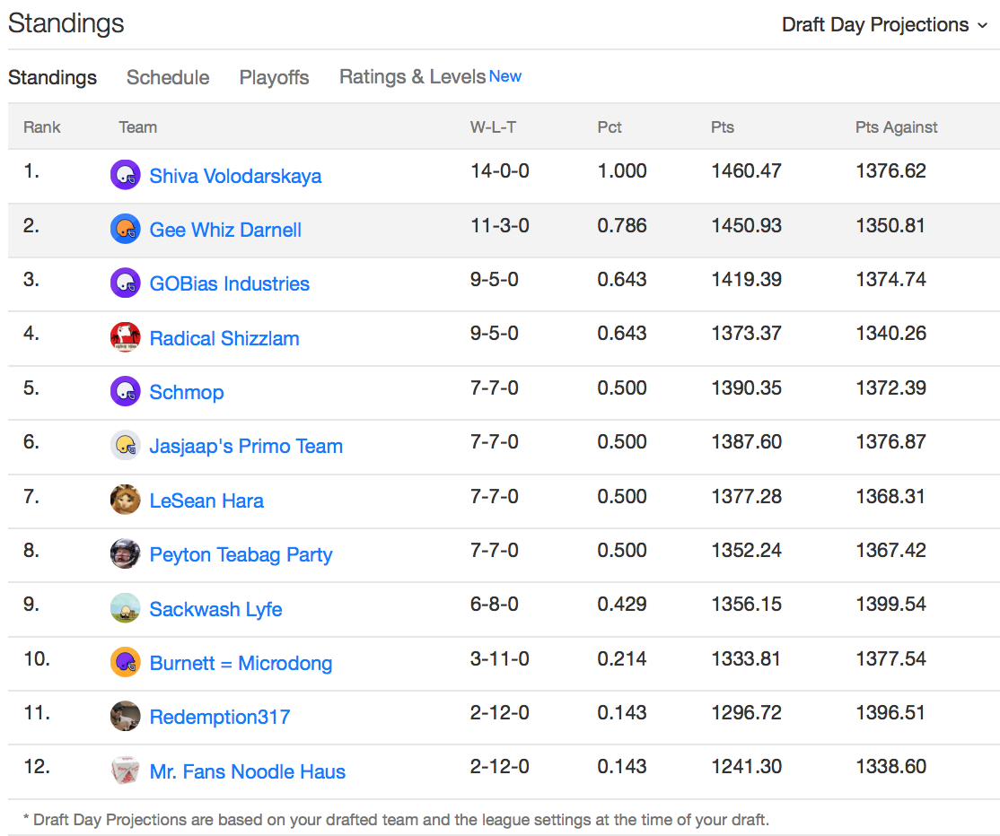 Standings Draft Day Projections
Standings Schedule Playoffs Ratings & Levels New
Rank Team W-L-T Pct Pts Pts Against
1. Shiva Volodarskaya 14-0-0 1.000 1460.47 1376.62
2. Gee Whiz Darnell 11-3-0 0.786 1450.93 1350.81
3. GOBias Industries 9-5-0 0.643 1419.39 1374.74
4. Radical Shizzlam 9-5-0 0.643 1373.37 1340.26
5. Schmop 7-7-0 0.500 1390.35 1372.39
6. Jasjaap's Primo Team 7-7-0 0.500 1387.60 1376.87
7. LeSean Hara 7-7-0 0.500 1377.28 1368.31
8. Peyton Teabag Party 7-7-0 0.500 1352.24 1367.42
9. Sackwash Lyfe 6-8-0 0.429 1356.15 1399.54
10. Burnett = Microdong 3-11-0 0.214 1333.81 1377.54
11. Redemption317 2-12-0 0.143 1296.72 1396.51
12. Mr. Fans Noodle Haus 2-12-0 0.143 1241.30 1338.60
* Draft Day Projections are based on your drafted team and the league settings at the time of your draft.